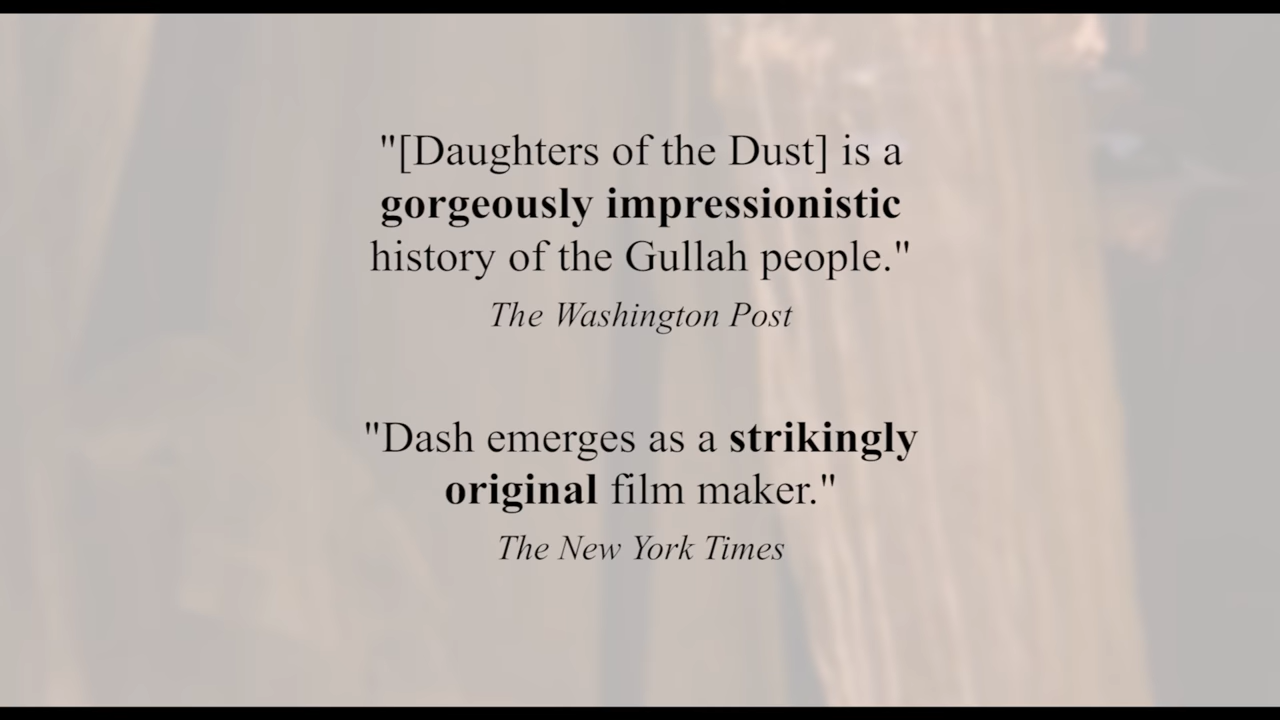 "[Daughters of the Dust] is a
gorgeously impressionistic
history of the Gullah people."
The Washington Post
"Dash emerges as a strikingly
original film maker."
The New York Times